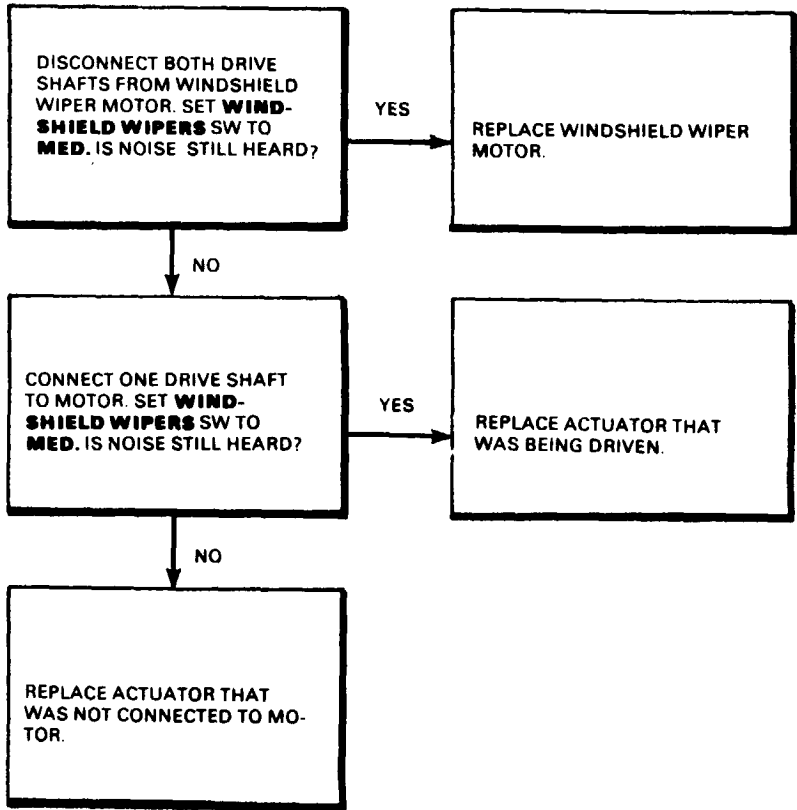 DISCONNECT BOTH DRIVE
SHAFTS FROM WINDSHIELD
WIPER MOTOR. SET WIND-
SHIELD WIPERS SW TO
MED. IS NOISE STILL HEARD?
YES
REPLACE WINDSHIELD WIPER
MOTOR.
NO
CONNECT ONE DRIVE SHAFT
TO MOTOR. SET WIND-
SHIELD WIPERS SW TO
MED. IS NOISE STILL HEARD?
YES
REPLACE ACTUATOR THAT
WAS BEING DRIVEN.
NO
REPLACE ACTUATOR THAT
WAS NOT CONNECTED TO MO-
TOR.